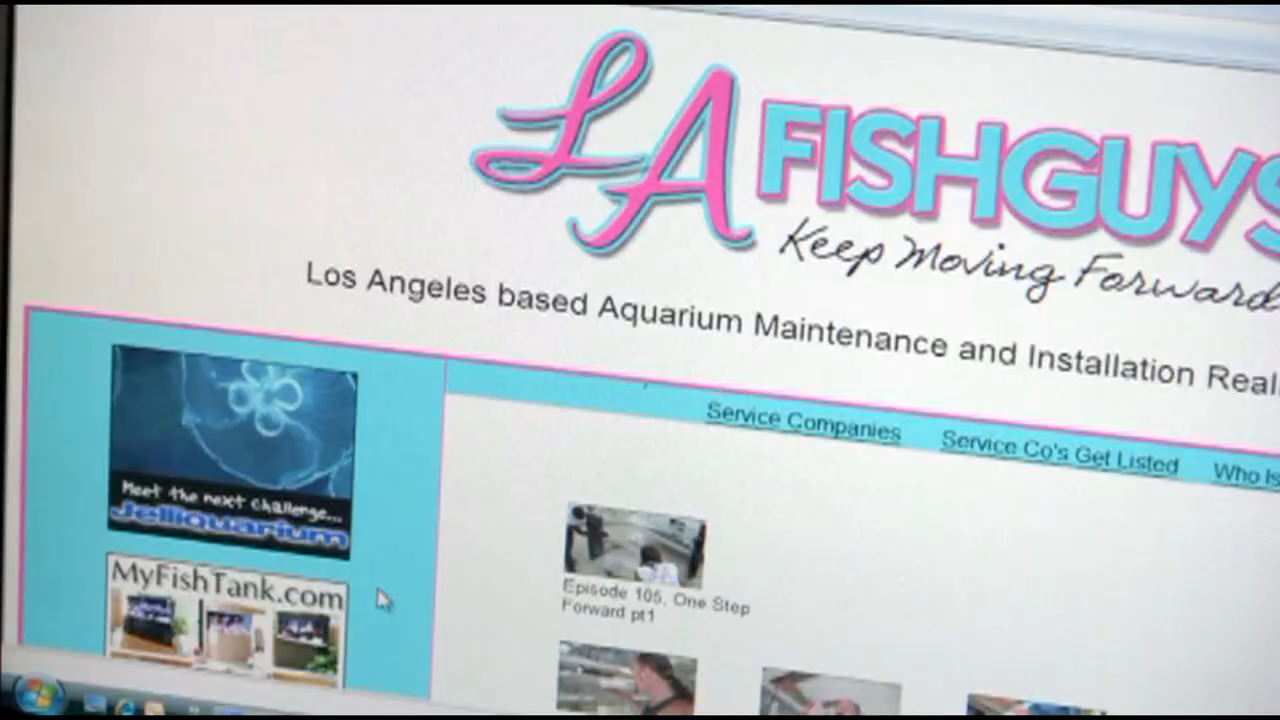 LA FISHGUYS
Keep Moving Forward
Los Angeles based Aquarium Maintenance and Installation
Service Companies
Service Co's Get Listed
Who Is
Meet the next challenge...
Jelliquarium
MyFishTank.com
Episode 105, One Step
Forward pt1